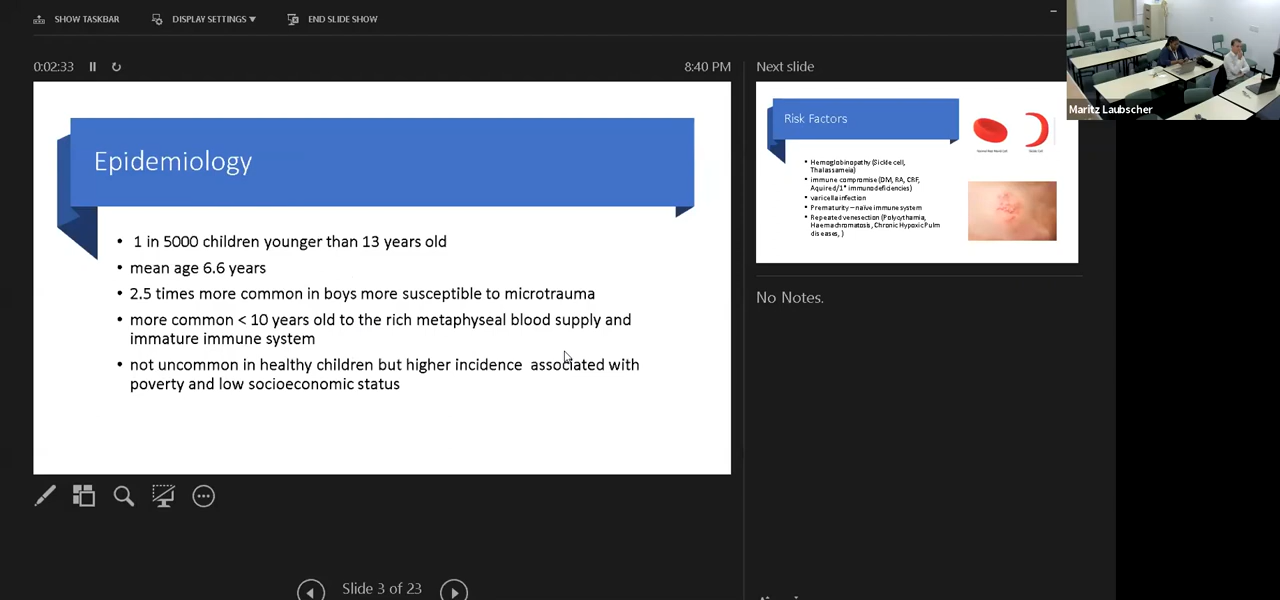 SHOW TASKBAR
DISPLAY SETTINGS ▼
END SLIDE SHOW
0:02:33
8:40 PM
Next slide
Maritz Laubscher
Epidemiology
• 1 in 5000 children younger than 13 years old
• mean age 6.6 years
• 2.5 times more common in boys more susceptible to microtrauma
• more common < 10 years old to the rich metaphyseal blood supply and
immature immune system
• not uncommon in healthy children but higher incidence associated with
poverty and low socioeconomic status
Risk Factors
• Hemoglobinopathy (Sickle cell,
Thalassameia)
• immune compromise (DM, RA, CRF,
Aquired/1° immunodeficiencies)
• varicella infection
• Prematurity – naïve immune system
• Repeated venesection (Polycythamia,
Haemachromatosis, Chronic Hypoxic Pulm
diseases, )
No Notes.
Slide 3 of 23